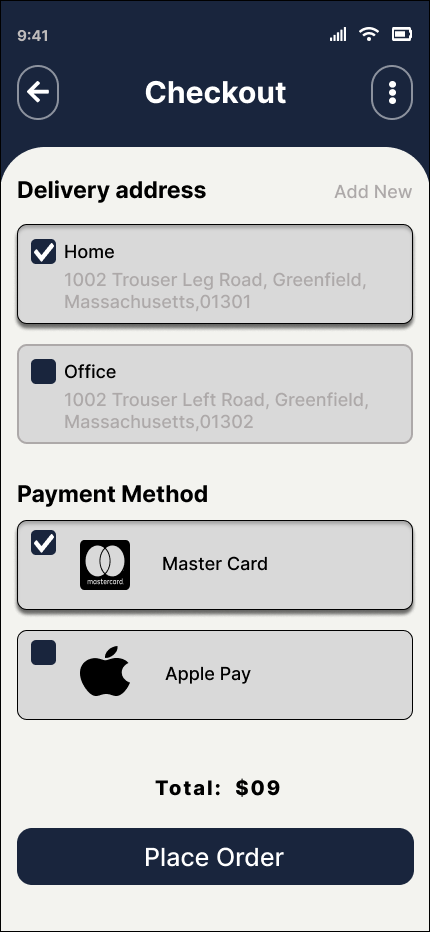 9:41
Checkout
Delivery address
Add New
Home
1002 Trouser Leg Road, Greenfield,
Massachusetts,01301
Office
1002 Trouser Left Road, Greenfield,
Massachusetts,01302
Payment Method
mastercard
Master Card
Apple Pay
Total: $09
Place Order